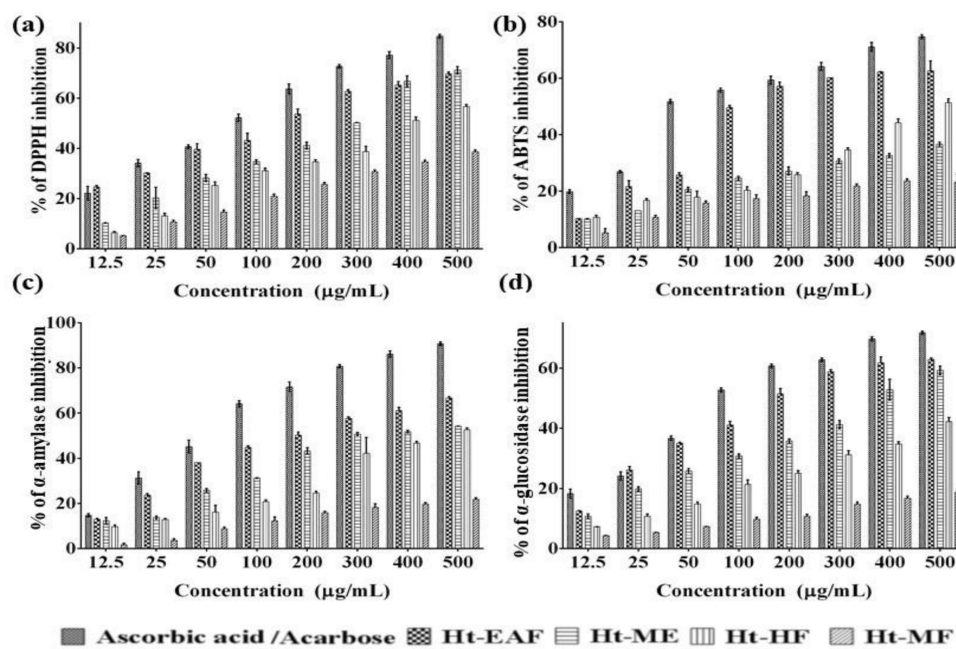 (a)
% of DPPH inhibition
80
60
40
20
0
12.5 25 50 100 200 300 400 500
Concentration (µg/mL)
(b)
% of ABTS inhibition
80
60
40
20
0
12.5 25 50 100 200 300 400 500
Concentration (µg/mL)
(c)
% of α-amylase inhibition
100
80
60
40
20
0
12.5 25 50 100 200 300 400 500
Concentration (µg/mL)
(d)
% of α-glucosidase inhibition
60
40
20
0
12.5 25 50 100 200 300 400 500
Concentration (µg/mL)
Ascorbic acid /Acarbose Ht-EAF Ht-ME Ht-HF Ht-MF